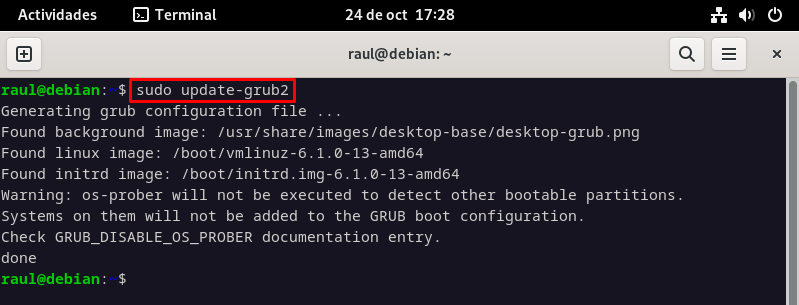 Actividades
Terminal
24 de oct 17:28
raul@debian: ~
raul@debian:~$ sudo update-grub2
Generating grub configuration file ...
Found background image: /usr/share/images/desktop-base/desktop-grub.png
Found linux image: /boot/vmlinuz-6.1.0-13-amd64
Found initrd image: /boot/initrd.img-6.1.0-13-amd64
Warning: os-prober will not be executed to detect other bootable partitions.
Systems on them will not be added to the GRUB boot configuration.
Check GRUB_DISABLE_OS_PROBER documentation entry.
done
raul@debian:~$